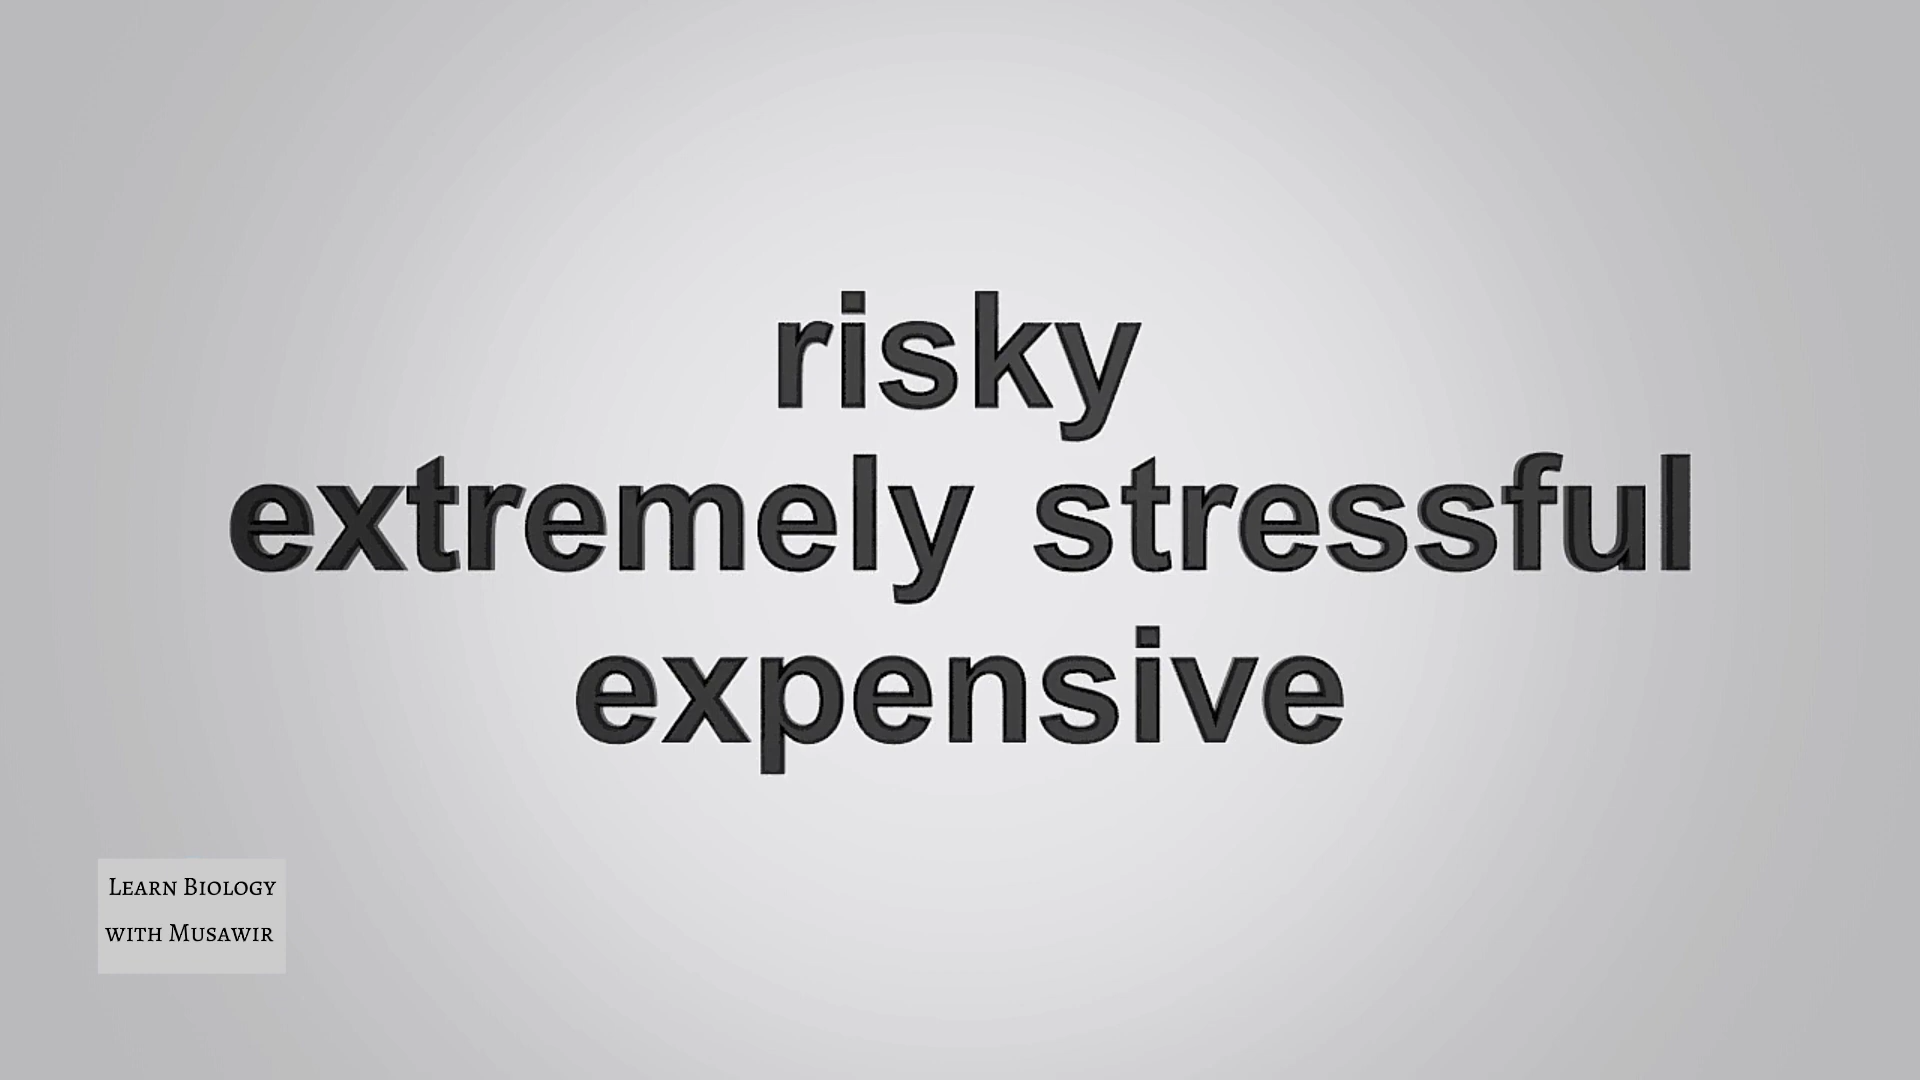 risky
extremely stressful
expensive
Learn Biology
with Musawir